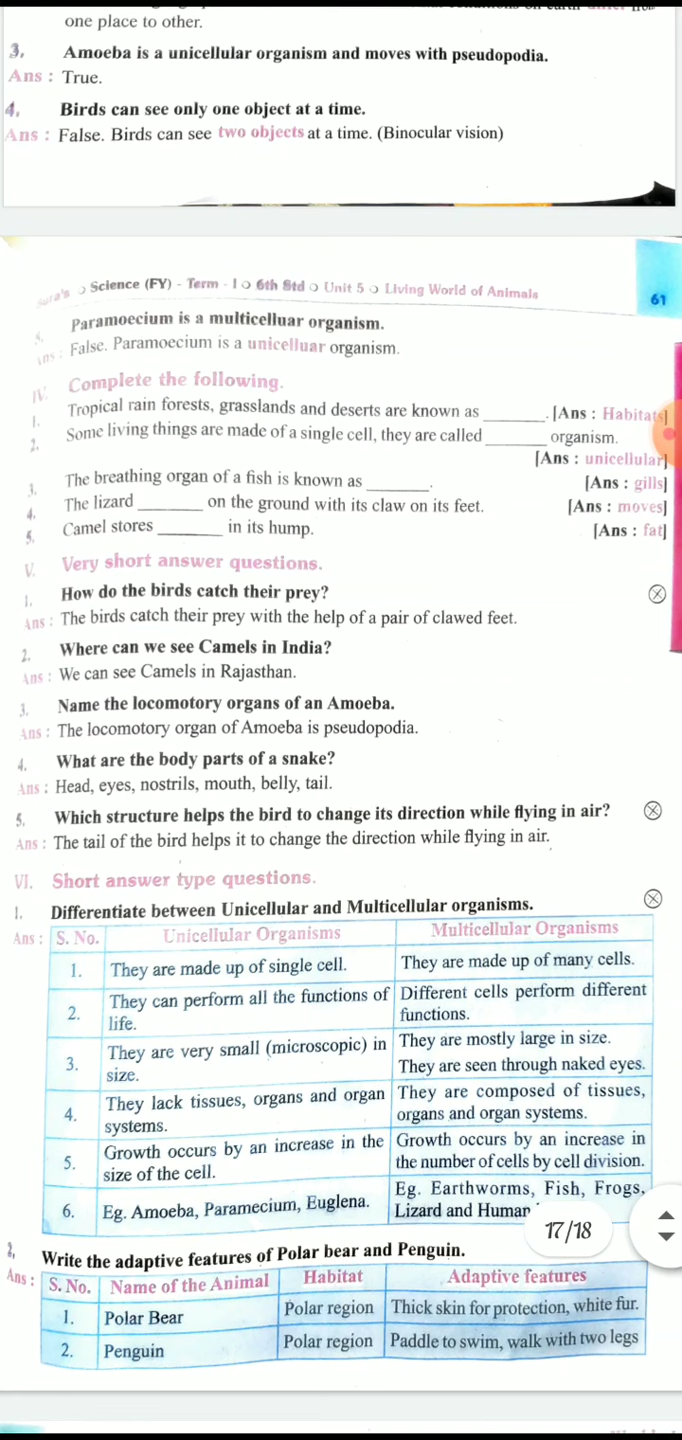 one place to other.
3. Amoeba is a unicellular organism and moves with pseudopodia.
Ans : True.
4. Birds can see only one object at a time.
Ans : False. Birds can see two objects at a time. (Binocular vision)
Sura's Science (FY) - Term - I 6th Std Unit 5 Living World of Animals
61
5. Paramoecium is a multicelluar organism.
Ans : False. Paramoecium is a unicelluar organism.
IV. Complete the following.
1. Tropical rain forests, grasslands and deserts are known as ________. [Ans : Habitats]
2. Some living things are made of a single cell, they are called ________ organism.
[Ans : unicellular]
3. The breathing organ of a fish is known as ________. [Ans : gills]
4. The lizard ________ on the ground with its claw on its feet. [Ans : moves]
5. Camel stores ________ in its hump. [Ans : fat]
V. Very short answer questions.
1. How do the birds catch their prey?
Ans : The birds catch their prey with the help of a pair of clawed feet.
2. Where can we see Camels in India?
Ans : We can see Camels in Rajasthan.
3. Name the locomotory organs of an Amoeba.
Ans : The locomotory organ of Amoeba is pseudopodia.
4. What are the body parts of a snake?
Ans : Head, eyes, nostrils, mouth, belly, tail.
5. Which structure helps the bird to change its direction while flying in air?
Ans : The tail of the bird helps it to change the direction while flying in air.
VI. Short answer type questions.
1. Differentiate between Unicellular and Multicellular organisms.
Ans : S. No. Unicellular Organisms Multicellular Organisms
1. They are made up of single cell. They are made up of many cells.
2. They can perform all the functions of life. Different cells perform different functions.
3. They are very small (microscopic) in size. They are mostly large in size.
They are seen through naked eyes.
4. They lack tissues, organs and organ systems. They are composed of tissues, organs and organ systems.
5. Growth occurs by an increase in the size of the cell. Growth occurs by an increase in the number of cells by cell division.
6. Eg. Amoeba, Paramecium, Euglena. Eg. Earthworms, Fish, Frogs, Lizard and Human
17/18
2. Write the adaptive features of Polar bear and Penguin.
Ans : S. No. Name of the Animal Habitat Adaptive features
1. Polar Bear Polar region Thick skin for protection, white fur.
2. Penguin Polar region Paddle to swim, walk with two legs